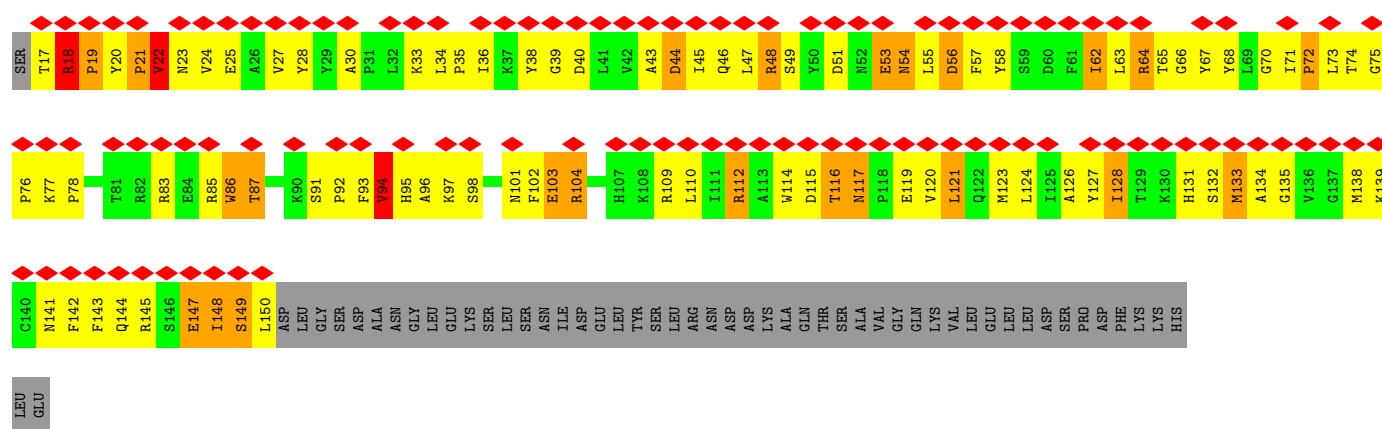 SER T17 R18 P19 Y20 P21 V22 N23 V24 E25 A26 V27 Y28 Y29 A30 P31 L32 K33 L34 P35 I36 K37 Y38 G39 D40 L41 V42 A43 D44 I45 Q46 L47 R48 S49 Y50 D51 N52 E53 N54 L55 D56 F57 Y58 S59 D60 F61 I62 L63 R64 T65 G66 Y67 Y68 L69 G70 I71 P72 L73 T74 G75
P76 K77 P78 T81 R82 R83 E84 R85 W86 T87 K90 S91 P92 F93 V94 H95 A96 K97 S98 N101 F102 E103 R104 H107 K108 R109 L110 I111 R112 A113 W114 D115 T116 N117 P118 E119 V120 L121 Q122 M123 L124 I125 A126 Y127 I128 T129 K130 H131 S132 M133 A134 G135 V136 G137 M138 K139
C140 N141 F142 F143 Q144 R145 S146 E147 I148 S149 L150 ASP LEU GLY SER ASP ALA ASN GLY LEU GLU LYS SER LEU SER ASN ILE ASP GLU LEU TYR SER LEU ARG ASN ASP ASP LYS ALA GLN THR SER ALA VAL GLY GLN LYS VAL LEU GLU LEU LEU ASP SER PRO ASP PHE LYS LYS HIS
LEU GLU